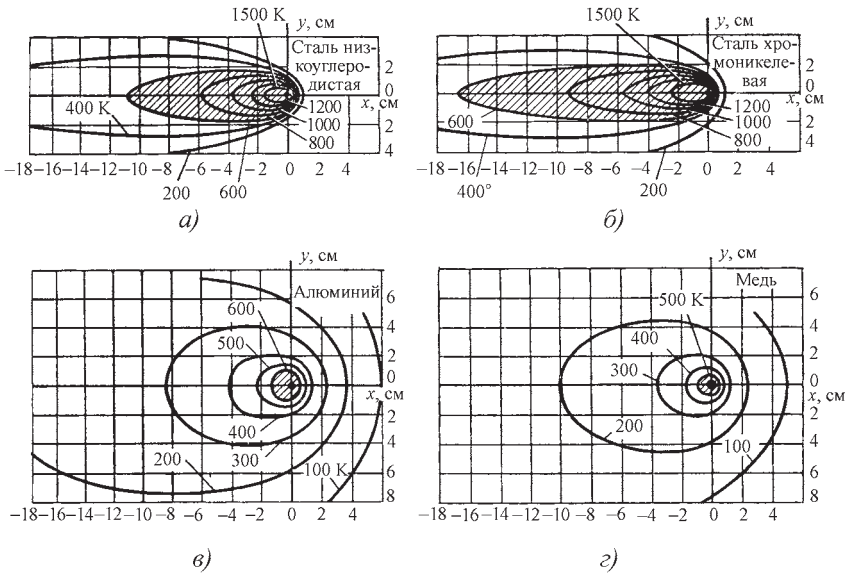 1500 K
y, см
Сталь низ-
коуглеро-
дистая
2
0
x, см
2
4
400 K
1200
1000
800
−18 −16 −14 −12 −10 −8 −6 −4 −2 0 2 4
200
600
а)
1500 K
y, см
Сталь хро-
моникеле-
вая
2
0
x, см
2
4
600
1200
1000
800
−18 −16 −14 −12 −10 −8 −6 −4 −2 0 2 4
400°
200
б)
y, см
Алюминий
600
500
6
4
2
0
x, см
2
4
6
8
400
300
200
100 K
−18 −16 −14 −12 −10 −8 −6 −4 −2 0 2 4
в)
y, см
Медь
500 K
400
300
6
4
2
0
x, см
2
4
6
8
200
100
−18 −16 −14 −12 −10 −8 −6 −4 −2 0 2 4
г)